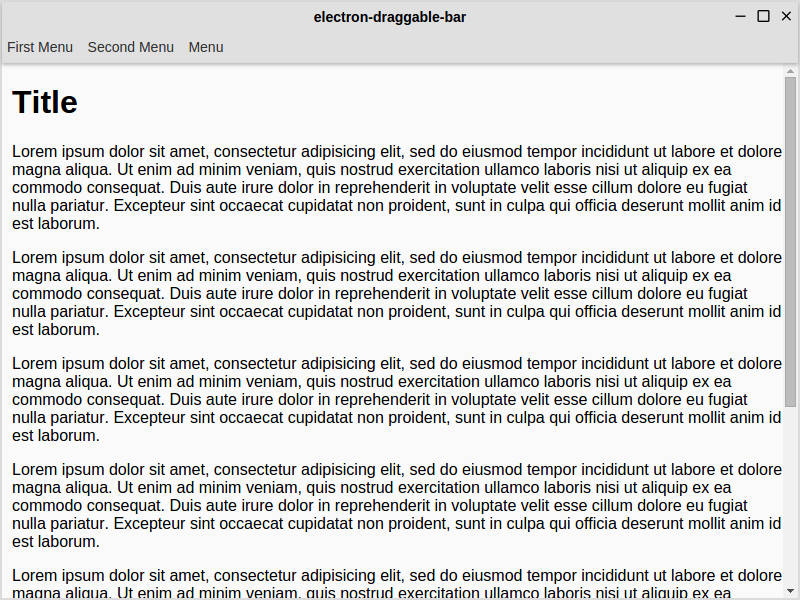 electron-draggable-bar
First Menu Second Menu Menu
Title
Lorem ipsum dolor sit amet, consectetur adipisicing elit, sed do eiusmod tempor incididunt ut labore et dolore
magna aliqua. Ut enim ad minim veniam, quis nostrud exercitation ullamco laboris nisi ut aliquip ex ea
commodo consequat. Duis aute irure dolor in reprehenderit in voluptate velit esse cillum dolore eu fugiat
nulla pariatur. Excepteur sint occaecat cupidatat non proident, sunt in culpa qui officia deserunt mollit anim id
est laborum.
Lorem ipsum dolor sit amet, consectetur adipisicing elit, sed do eiusmod tempor incididunt ut labore et dolore
magna aliqua. Ut enim ad minim veniam, quis nostrud exercitation ullamco laboris nisi ut aliquip ex ea
commodo consequat. Duis aute irure dolor in reprehenderit in voluptate velit esse cillum dolore eu fugiat
nulla pariatur. Excepteur sint occaecat cupidatat non proident, sunt in culpa qui officia deserunt mollit anim id
est laborum.
Lorem ipsum dolor sit amet, consectetur adipisicing elit, sed do eiusmod tempor incididunt ut labore et dolore
magna aliqua. Ut enim ad minim veniam, quis nostrud exercitation ullamco laboris nisi ut aliquip ex ea
commodo consequat. Duis aute irure dolor in reprehenderit in voluptate velit esse cillum dolore eu fugiat
nulla pariatur. Excepteur sint occaecat cupidatat non proident, sunt in culpa qui officia deserunt mollit anim id
est laborum.
Lorem ipsum dolor sit amet, consectetur adipisicing elit, sed do eiusmod tempor incididunt ut labore et dolore
magna aliqua. Ut enim ad minim veniam, quis nostrud exercitation ullamco laboris nisi ut aliquip ex ea
commodo consequat. Duis aute irure dolor in reprehenderit in voluptate velit esse cillum dolore eu fugiat
nulla pariatur. Excepteur sint occaecat cupidatat non proident, sunt in culpa qui officia deserunt mollit anim id
est laborum.
Lorem ipsum dolor sit amet, consectetur adipisicing elit, sed do eiusmod tempor incididunt ut labore et dolore
magna aliqua. Ut enim ad minim veniam, quis nostrud exercitation ullamco laboris nisi ut aliquip ex ea